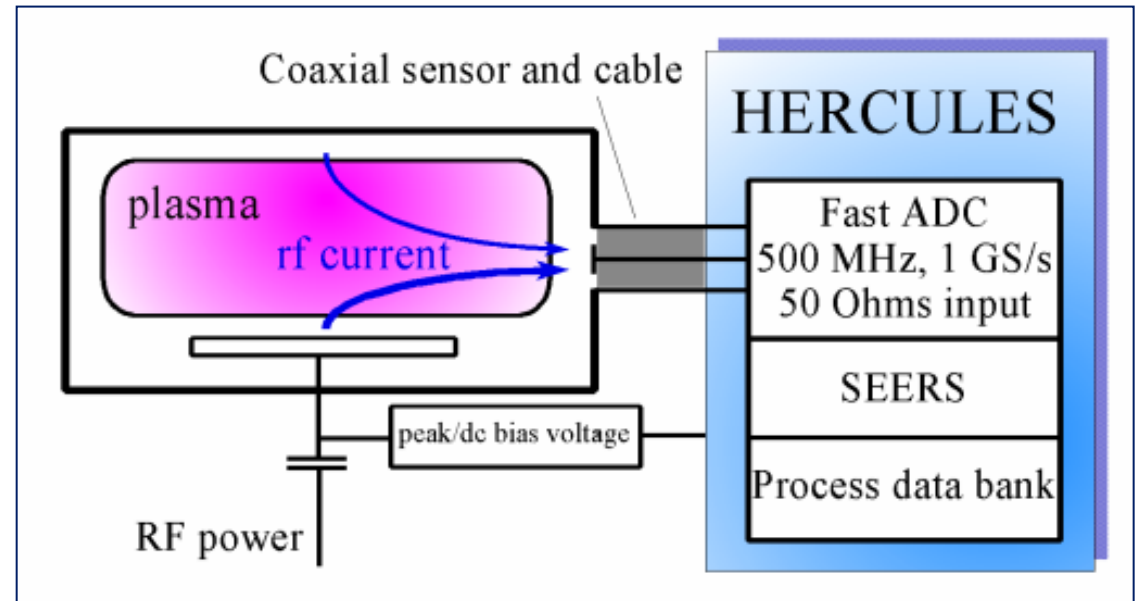 Coaxial sensor and cable
HERCULES
plasma
rf current
Fast ADC
500 MHz, 1 GS/s
50 Ohms input
SEERS
peak/dc bias voltage
Process data bank
RF power